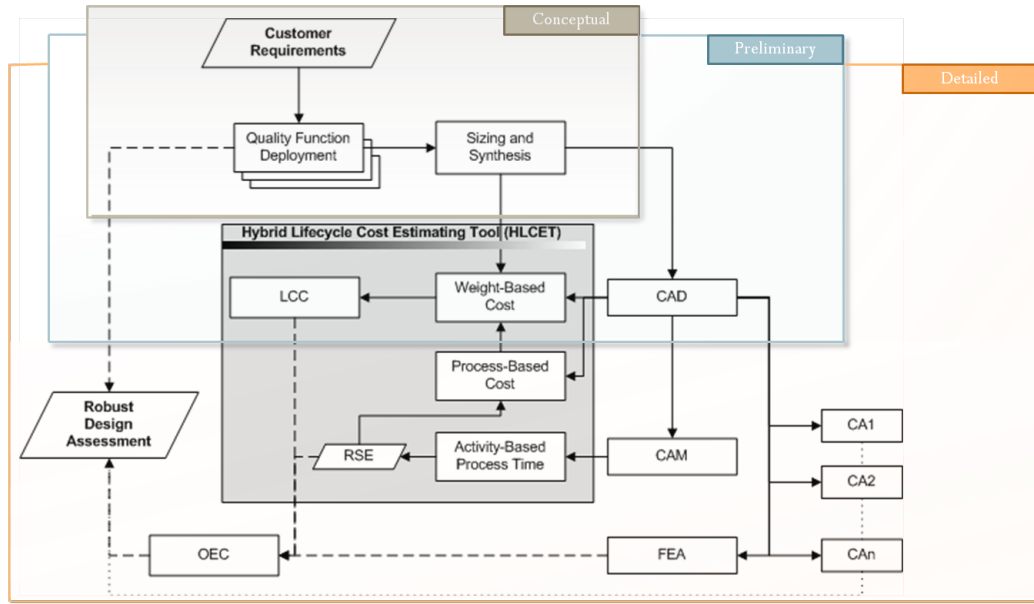 Conceptual
Customer
Requirements
Preliminary
Detailed
Quality Function
Deployment
Sizing and
Synthesis
Hybrid Lifecycle Cost Estimating Tool (HLCET)
LCC
Weight-Based
Cost
CAD
Process-Based
Cost
Robust
Design
Assessment
RSE
Activity-Based
Process Time
CAM
CA1
CA2
OEC
FEA
CAn